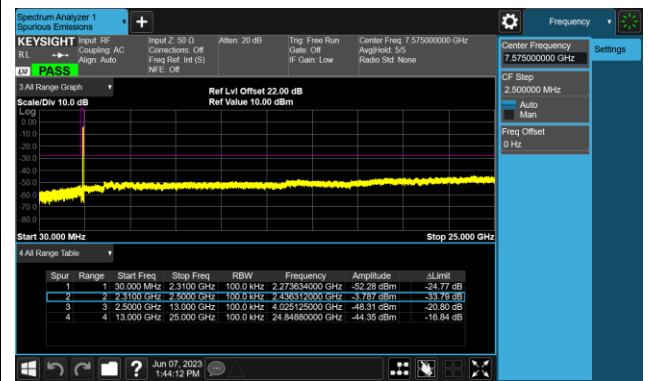 Spectrum Analyzer 1
Spurious Emissions
Frequency
KEYSIGHT
Input: RF
Coupling: AC
Align: Auto
Input Z: 50 Ω
Corrections: Off
Freq Ref: Int (S)
NFE: Off
Atten: 20 dB
Trig: Free Run
Gate: Off
IF Gain: Low
Center Freq: 7.575000000 GHz
Avg|Hold: 5/5
Radio Std: None
RL
LW PASS
Center Frequency
7.575000000 GHz
Settings
CF Step
2.500000 MHz
Auto
Man
Freq Offset
0 Hz
3 All Range Graph
Scale/Div 10.0 dB
Ref Lvl Offset 22.00 dB
Ref Value 10.00 dBm
Log
0.00
-10.0
-20.0
-30.0
-40.0
-50.0
-60.0
-70.0
-80.0
Start 30.000 MHz
Stop 25.000 GHz
4 All Range Table
Spur Range Start Freq Stop Freq RBW Frequency Amplitude ΔLimit
1 1 30.000 MHz 2.3100 GHz 100.0 kHz 2.273634000 GHz -52.28 dBm -24.77 dB
2 2 2.3100 GHz 2.5000 GHz 100.0 kHz 2.436312000 GHz -3.787 dBm -33.79 dB
3 3 2.5000 GHz 13.000 GHz 100.0 kHz 4.025125000 GHz -48.31 dBm -20.80 dB
4 4 13.000 GHz 25.000 GHz 100.0 kHz 24.84880000 GHz -44.35 dBm -16.84 dB
?
Jun 07, 2023
1:44:12 PM